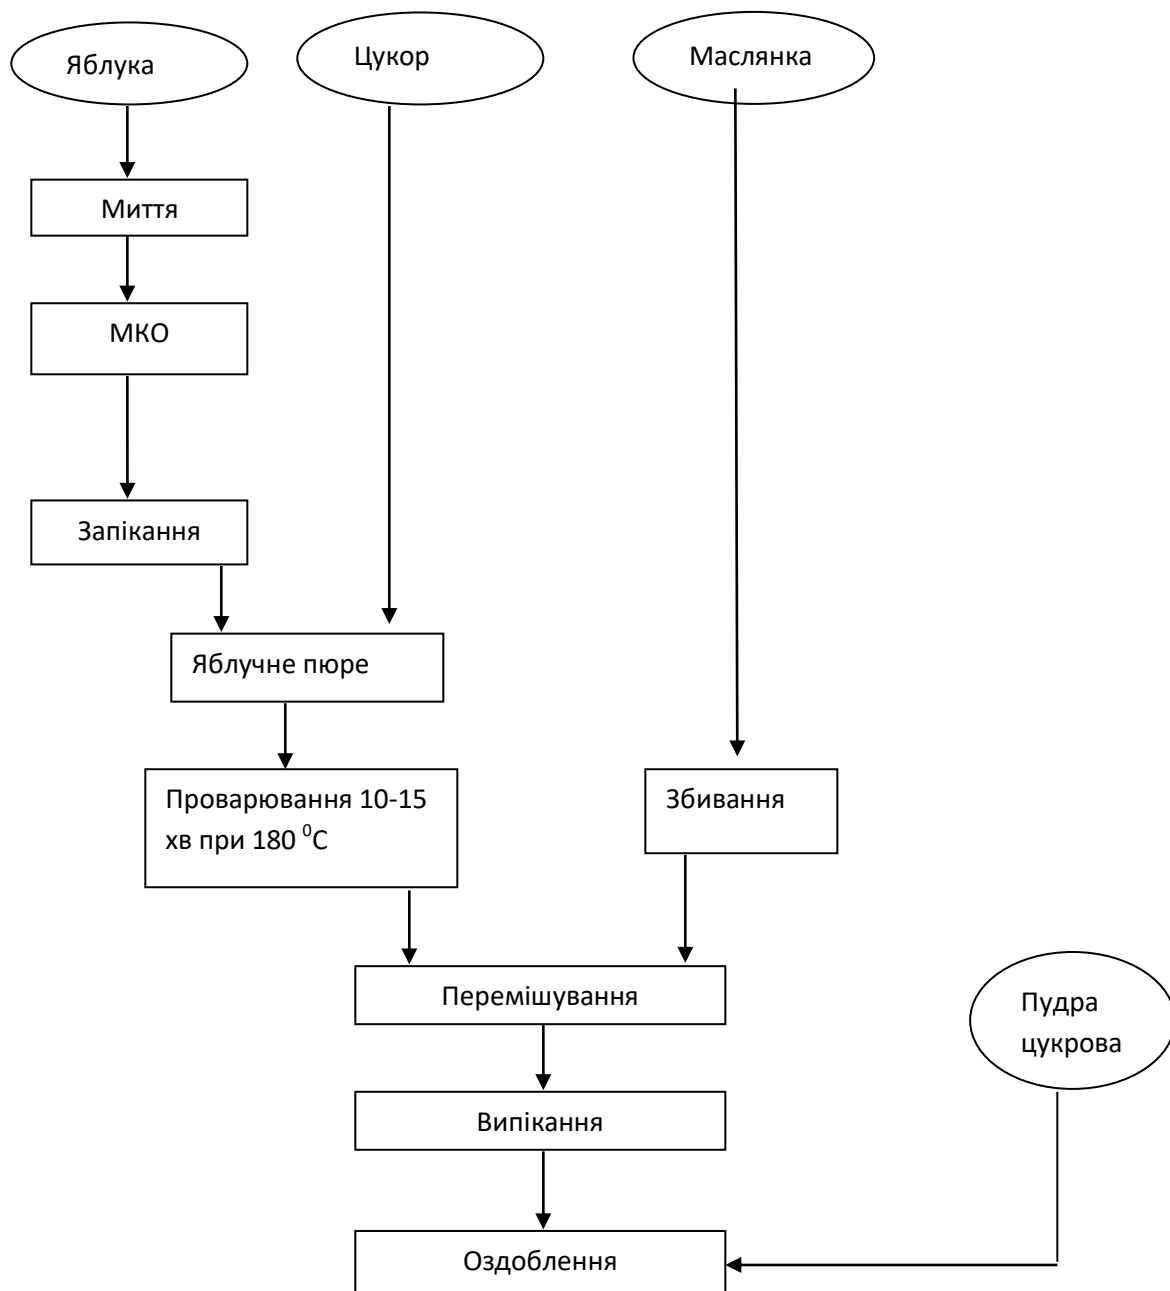 Яблука
Цукор
Маслянка
Миття
МКО
Запікання
Яблучне пюре
Проварювання 10-15
хв при 180 ⁰С
Збивання
Перемішування
Пудра
цукрова
Випікання
Оздоблення